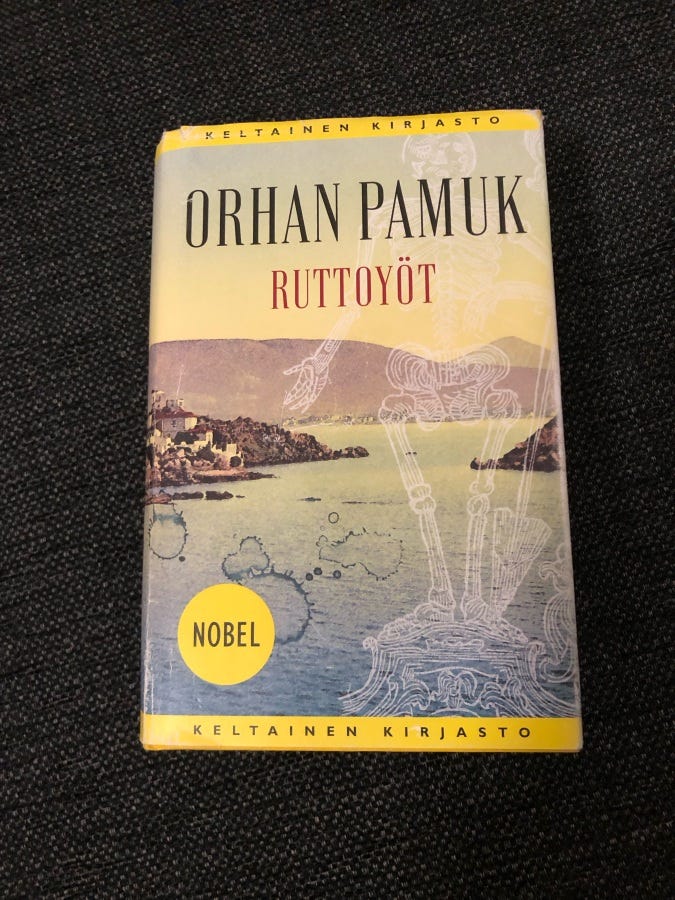 KELTAINEN KIRJASTO
ORHAN PAMUK
RUTTOYÖT
NOBEL
KELTAINEN KIRJASTO